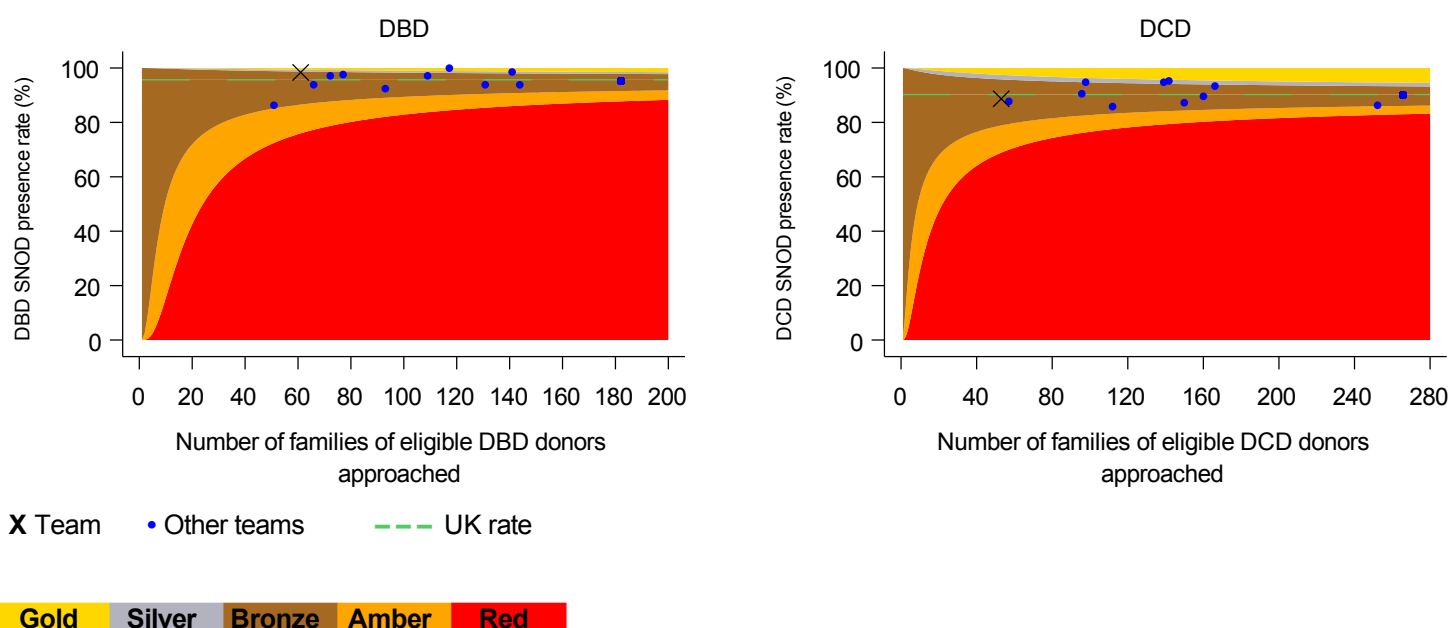 DBD
DBD SNOD presence rate (%)
100
80
60
40
20
0
0 20 40 60 80 100 120 140 160 180 200
Number of families of eligible DBD donors
approached
DCD
DCD SNOD presence rate (%)
100
80
60
40
20
0
0 40 80 120 160 200 240 280
Number of families of eligible DCD donors
approached
X Team Other teams UK rate
Gold Silver Bronze Amber Red